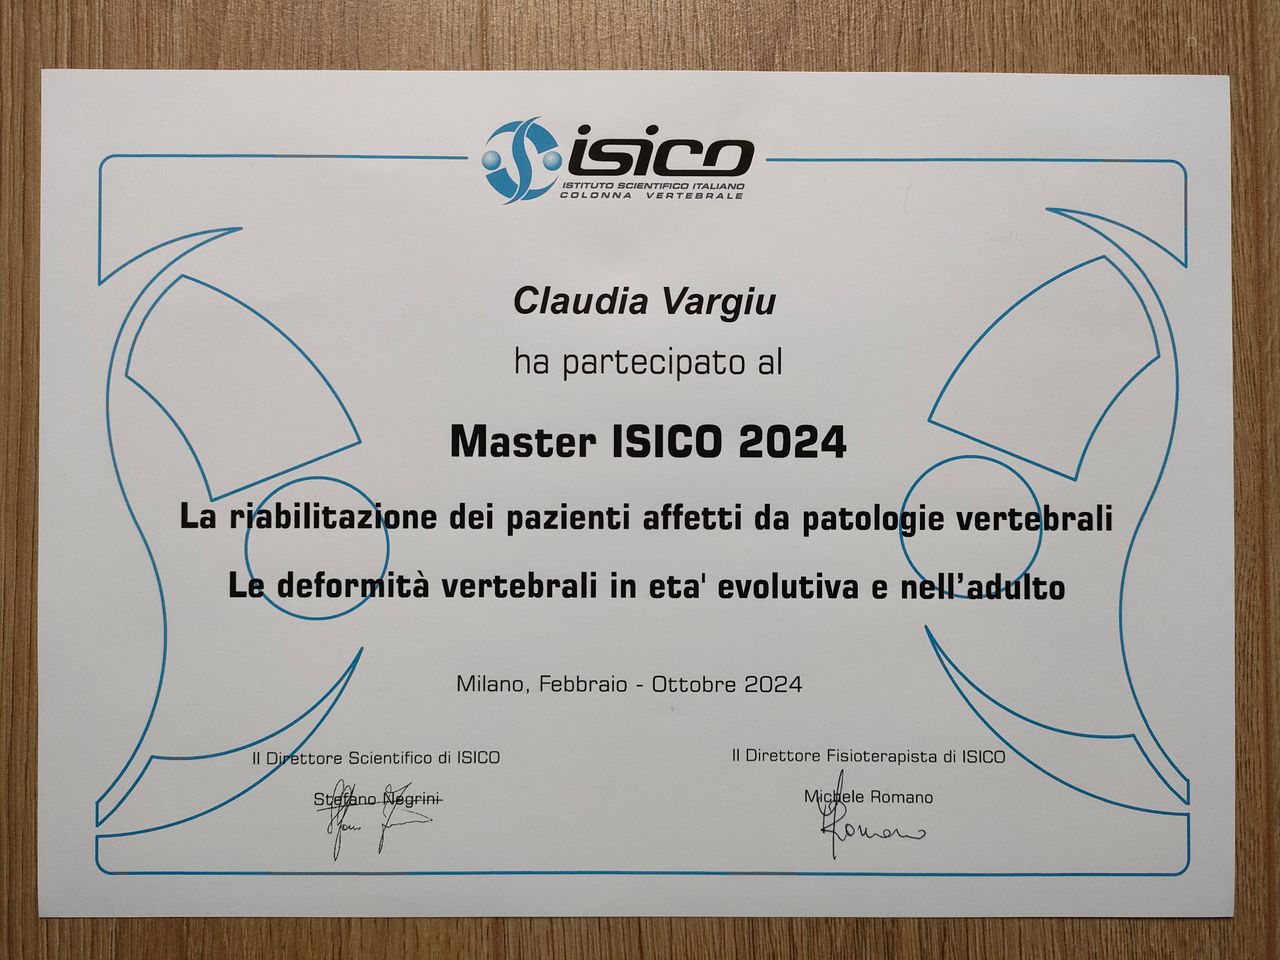 isico
ISTITUTO SCIENTIFICO ITALIANO
COLONNA VERTEBRALE
Claudia Vargiu
ha partecipato al
Master ISICO 2024
La riabilitazione dei pazienti affetti da patologie vertebrali
Le deformità vertebrali in eta' evolutiva e nell'adulto
Milano, Febbraio - Ottobre 2024
Il Direttore Scientifico di ISICO
Stefano Negrini
Il Direttore Fisioterapista di ISICO
Michele Romano
Romano